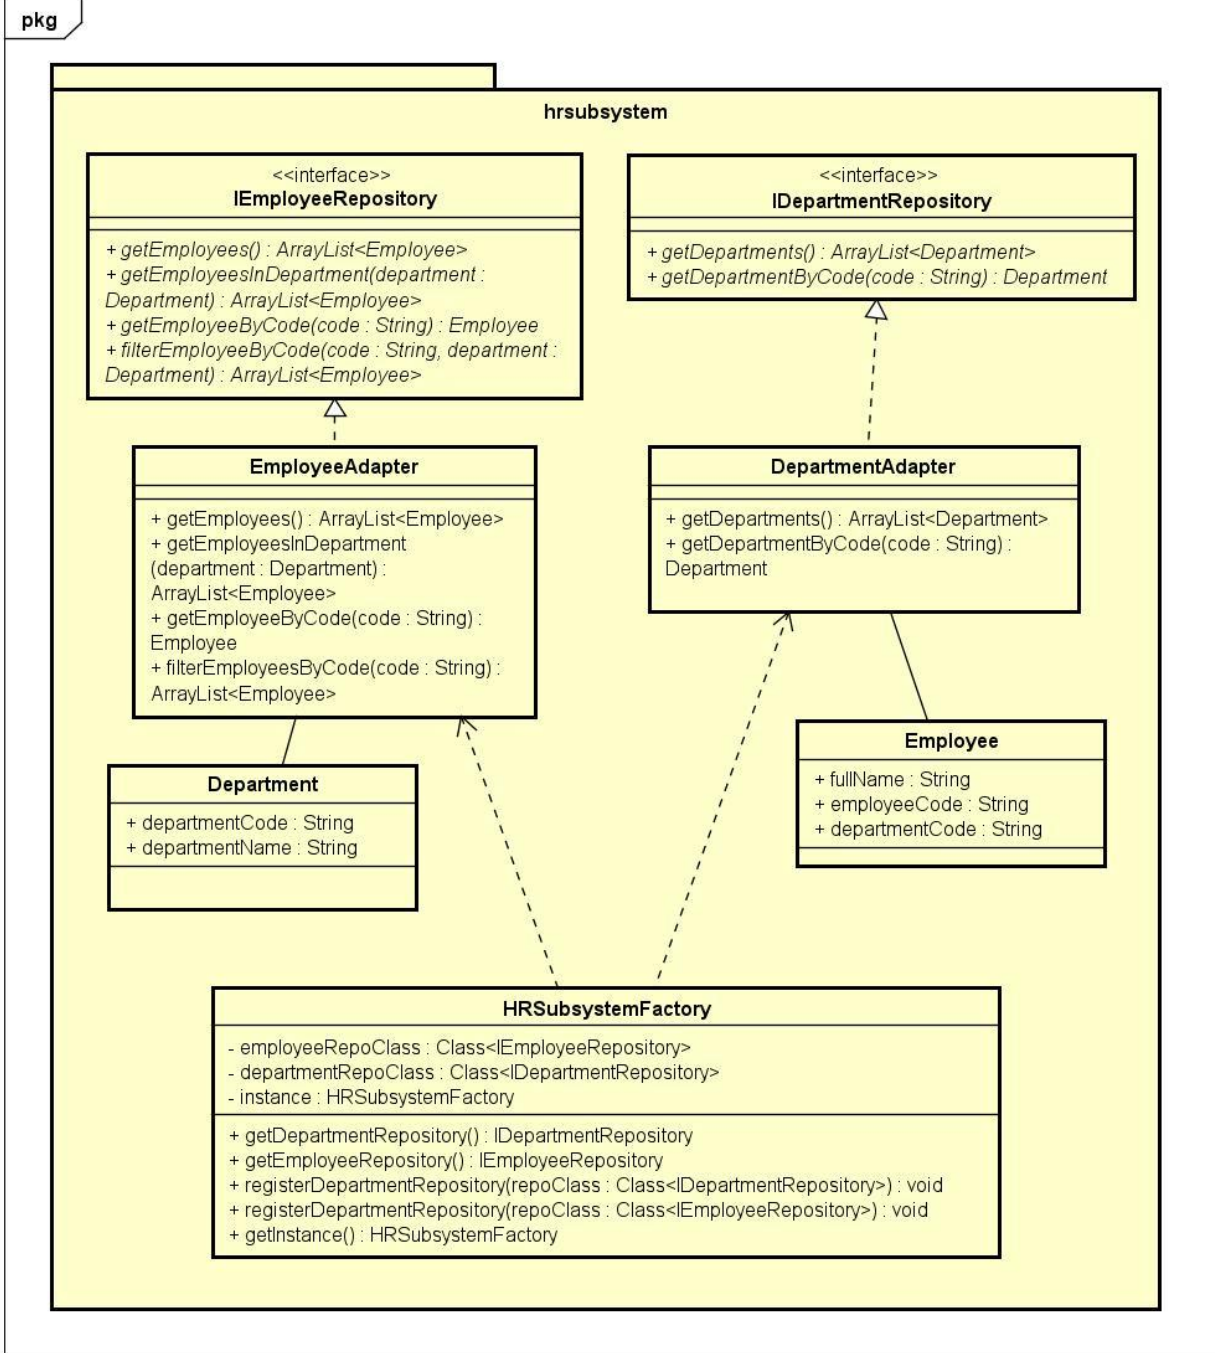 pkg
hrsubsystem
<<interface>>
IEmployeeRepository
+ getEmployees() : ArrayList<Employee>
+ getEmployeesInDepartment(department :
Department) : ArrayList<Employee>
+ getEmployeeByCode(code : String) : Employee
+ filterEmployeeByCode(code : String, department :
Department) : ArrayList<Employee>
<<interface>>
IDepartmentRepository
+ getDepartments() : ArrayList<Department>
+ getDepartmentByCode(code : String) : Department
EmployeeAdapter
+ getEmployees() : ArrayList<Employee>
+ getEmployeesInDepartment
(department : Department) :
ArrayList<Employee>
+ getEmployeeByCode(code : String) :
Employee
+ filterEmployeesByCode(code : String) :
ArrayList<Employee>
DepartmentAdapter
+ getDepartments() : ArrayList<Department>
+ getDepartmentByCode(code : String) :
Department
Department
+ departmentCode : String
+ departmentName : String
Employee
+ fullName : String
+ employeeCode : String
+ departmentCode : String
HRSubsystemFactory
- employeeRepoClass : Class<IEmployeeRepository>
- departmentRepoClass : Class<IDepartmentRepository>
- instance : HRSubsystemFactory
+ getDepartmentRepository() : IDepartmentRepository
+ getEmployeeRepository() : IEmployeeRepository
+ registerDepartmentRepository(repoClass : Class<IDepartmentRepository>) : void
+ registerDepartmentRepository(repoClass : Class<IEmployeeRepository>) : void
+ getInstance() : HRSubsystemFactory